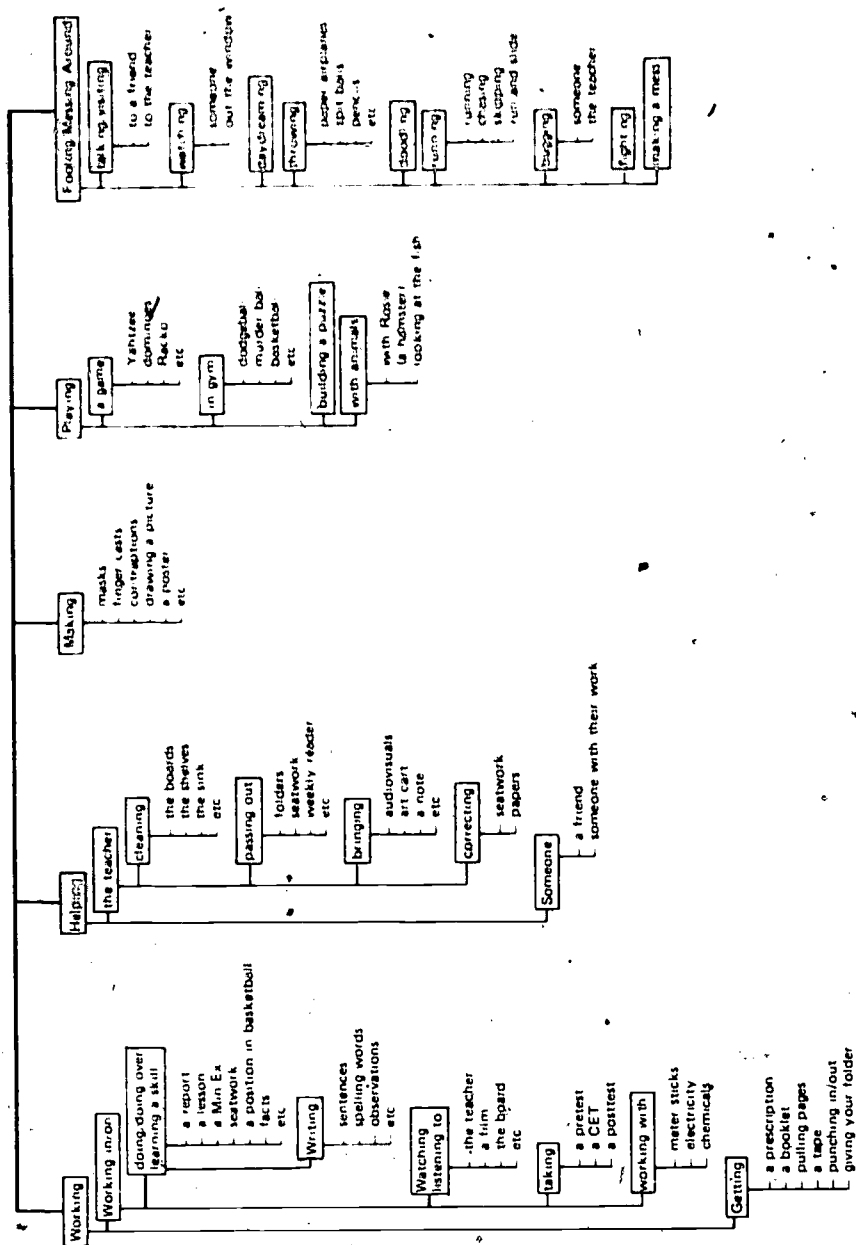 Working
Working in/on
doing/doing over
learning a skill
a report
a lesson
a Min Ex
seatwork
a position in basketball
facts
etc
Writing
sentences
spelling words
observations
etc
Watching
listening to
the teacher
a film
the board
etc
taking
a pretest
a CET
a posttest
working with
meter sticks
electricity
chemicals
Getting
a prescription
a booklet
pulling pages
a tape
punching in/out
giving your folder
Helping
the teacher
cleaning
the boards
the shelves
the sink
etc
passing out
folders
seatwork
weekly reader
etc
bringing
audiovisuals
art cart
a note
etc
correcting
seatwork
papers
Someone
a friend
someone with their work
Making
masks
finger casts
contraptions
drawing a picture
a poster
etc
Playing
a game
Yahtzee
dominoes
Racko
etc
in gym
dodgeball
murder ball
basketball
etc
building a puzzle
with animals
with Rosie
(a hamster)
looking at the fish
Fooling/Messing Around
talking/visiting
to a friend
to the teacher
watching
someone
out the window
daydreaming
throwing
paper airplanes
spit balls
pencils
etc
doodling
running
running
chasing
skipping
run and slide
bugging
someone
the teacher
fighting
making a mess